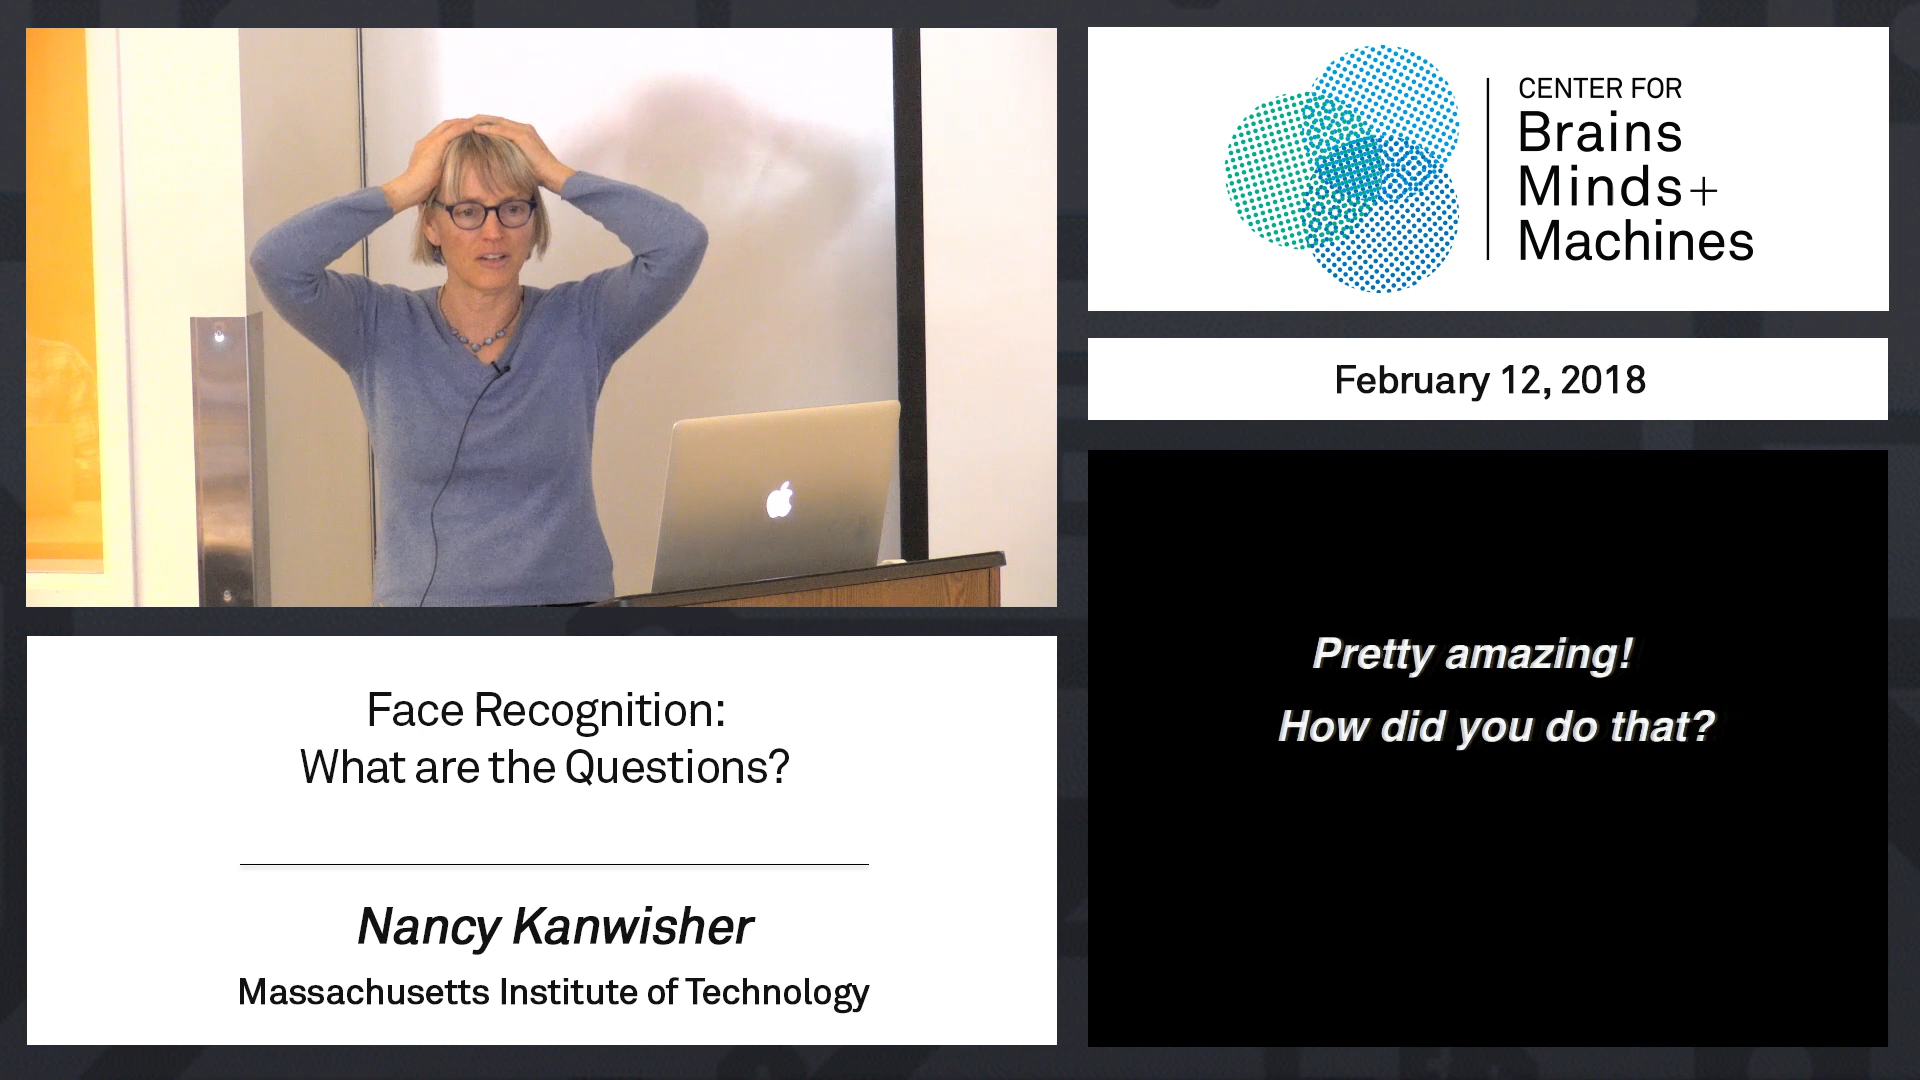 CENTER FOR
Brains
Minds+
Machines
February 12, 2018
Face Recognition:
What are the Questions?
Nancy Kanwisher
Massachusetts Institute of Technology
Pretty amazing!
How did you do that?